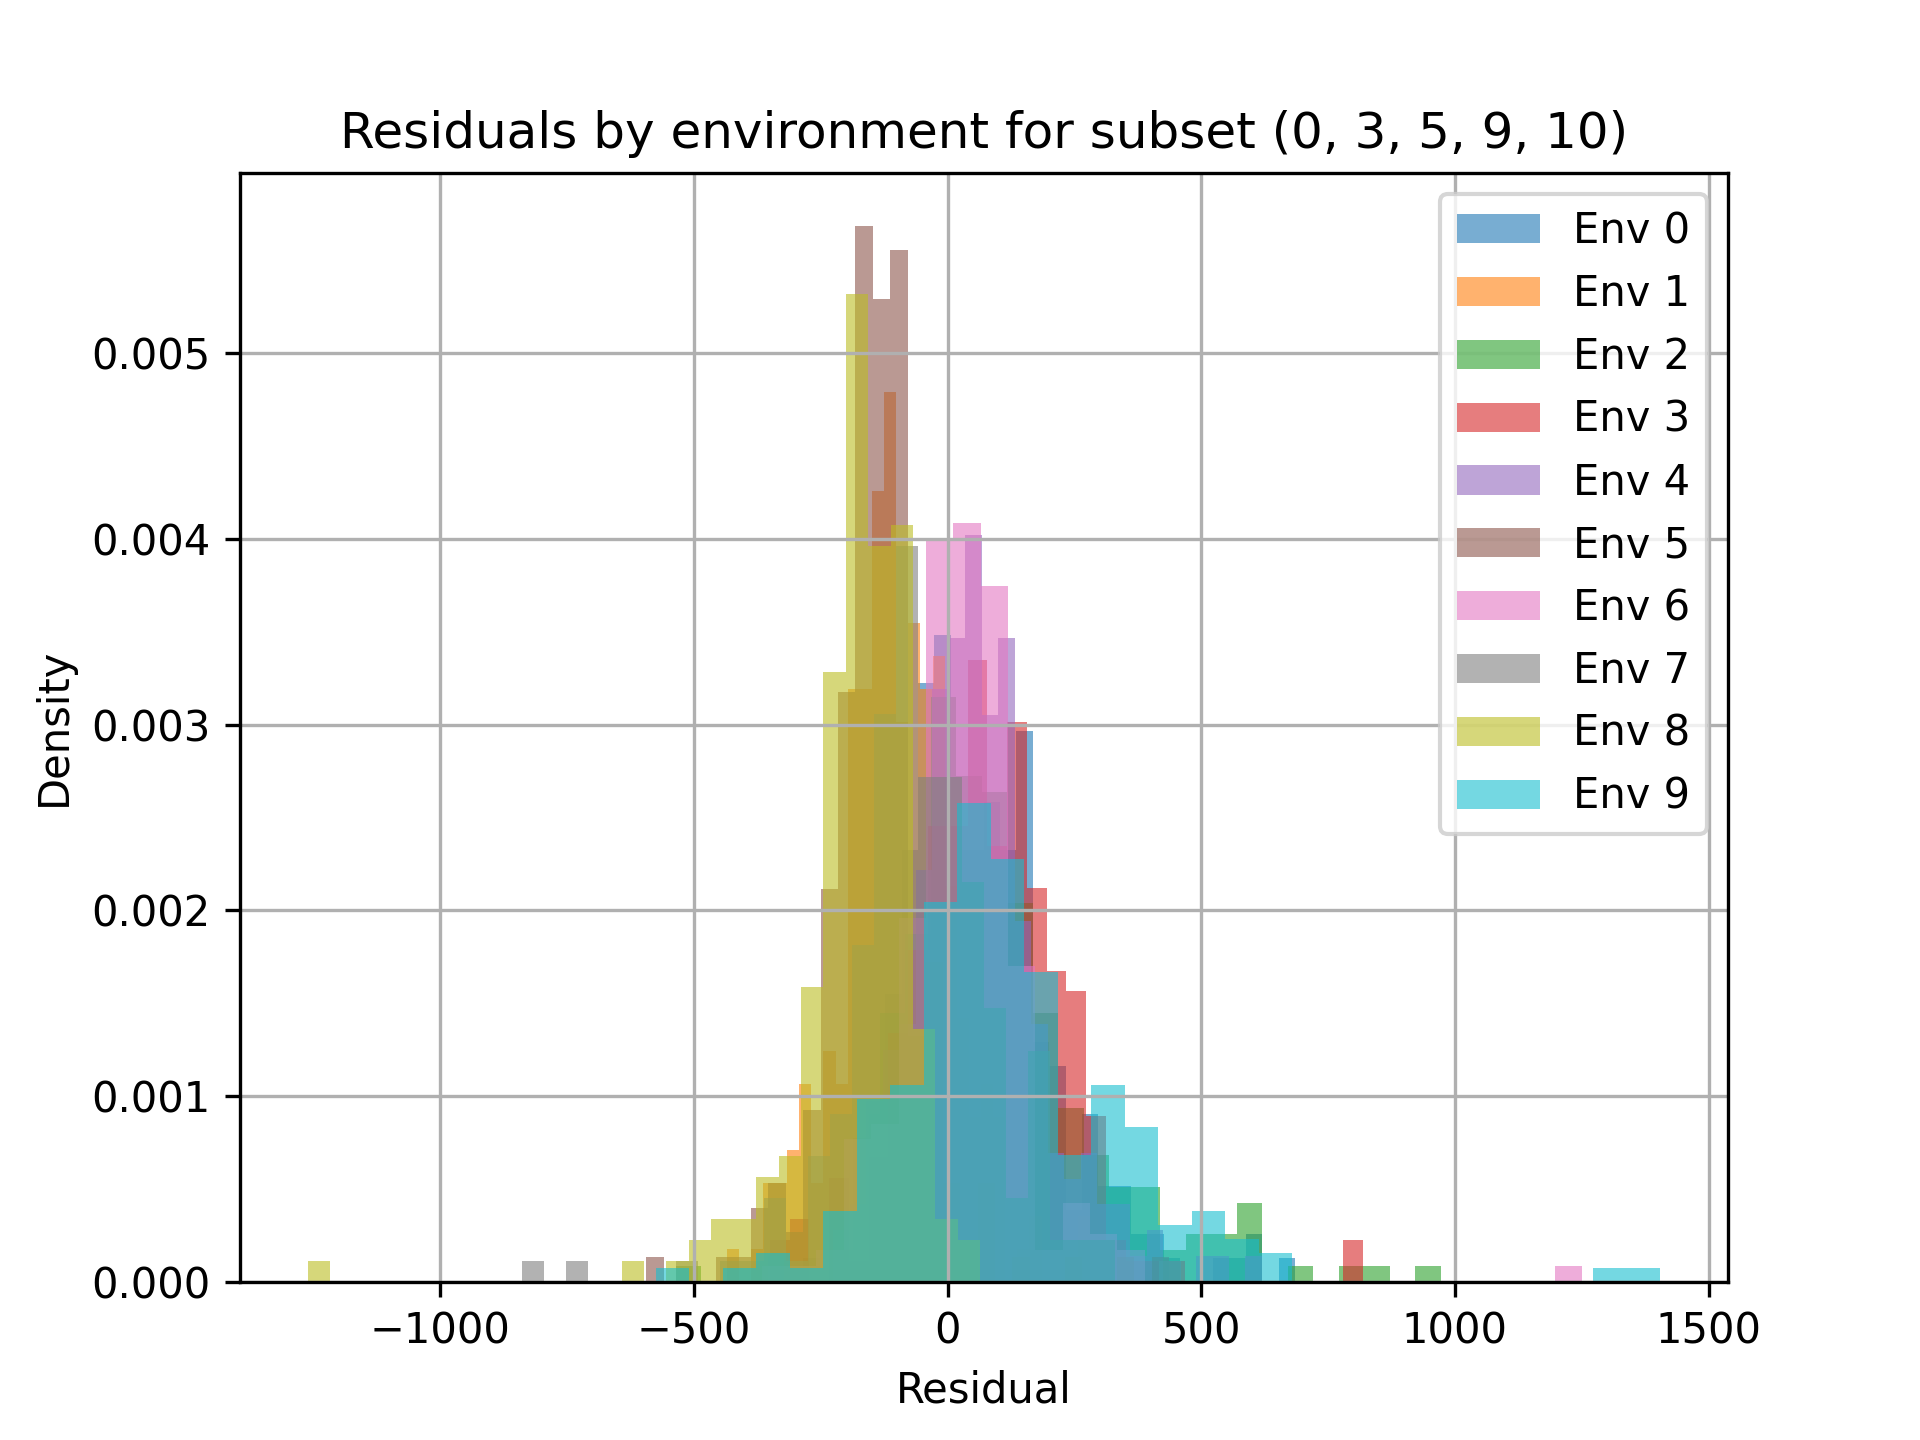 Residuals by environment for subset (0, 3, 5, 9, 10)
Env 0
Env 1
Env 2
Env 3
Env 4
Env 5
Env 6
Env 7
Env 8
Env 9
Density
0.005
0.004
0.003
0.002
0.001
0.000
−1000 −500 0 500 1000 1500
Residual